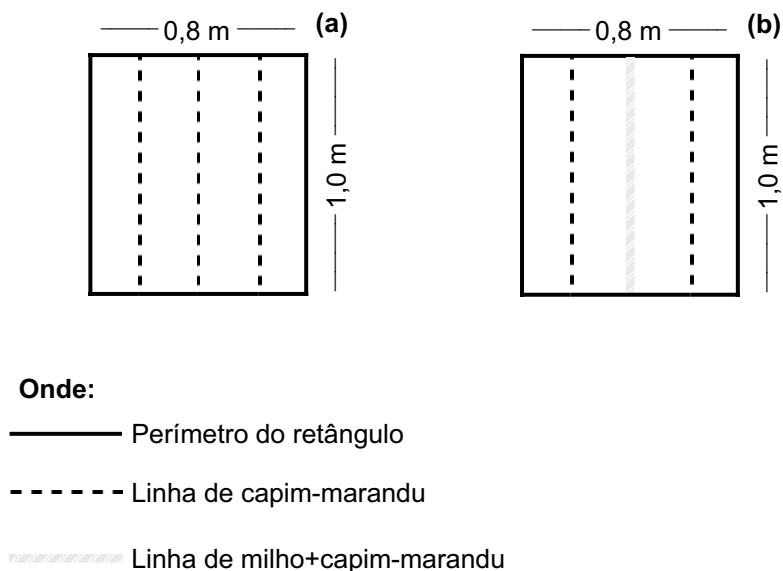 0,8 m (a)
1,0 m
0,8 m (b)
1,0 m
Onde:
Perímetro do retângulo
Linha de capim-marandu
Linha de milho+capim-marandu